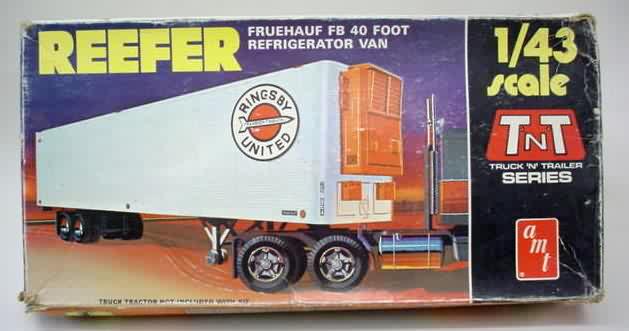 REEFER
FRUEHAUF FB 40 FOOT
REFRIGERATOR VAN
1/43
scale
TNT
TRUCK 'N' TRAILER
SERIES
amt
RINGSBY
UNITED
TRUCK TRACTOR NOT INCLUDED WITH KIT